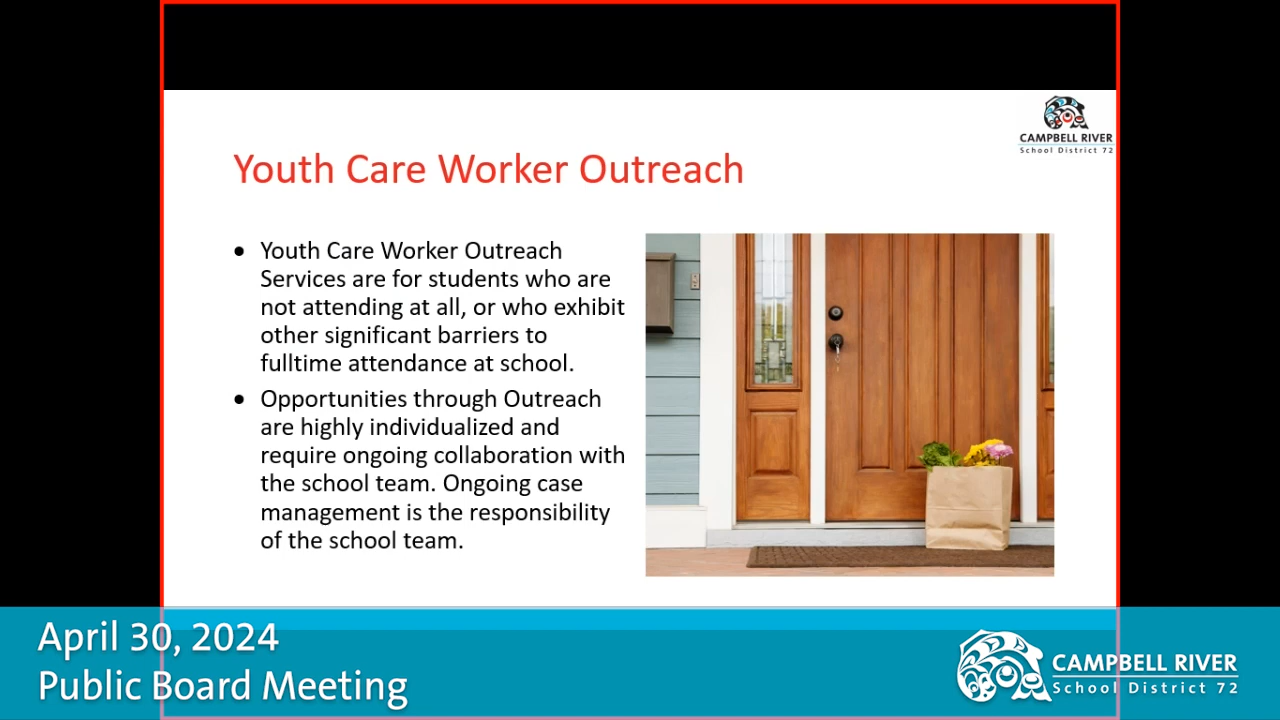 CAMPBELL RIVER
School District 72
Youth Care Worker Outreach
• Youth Care Worker Outreach
Services are for students who are
not attending at all, or who exhibit
other significant barriers to
fulltime attendance at school.
• Opportunities through Outreach
are highly individualized and
require ongoing collaboration with
the school team. Ongoing case
management is the responsibility
of the school team.
April 30, 2024
Public Board Meeting
CAMPBELL RIVER
School District 72